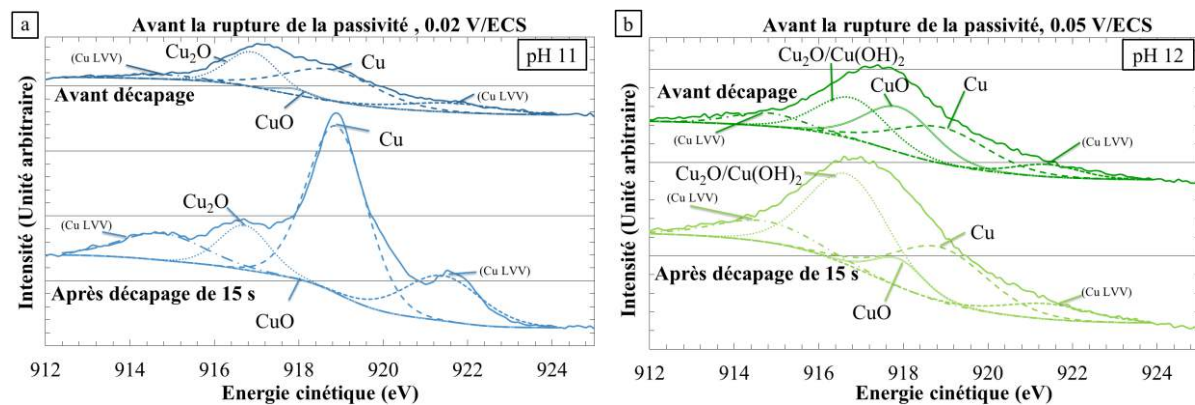 a
Avant la rupture de la passivité , 0.02 V/ECS
pH 11
(Cu LVV)
Cu₂O
Cu
(Cu LVV)
Avant décapage
CuO
Cu
Cu₂O
(Cu LVV)
(Cu LVV)
Après décapage de 15 s
CuO
Intensité (Unité arbitraire)
912 914 916 918 920 922 924
Energie cinétique (eV)
b
Avant la rupture de la passivité, 0.05 V/ECS
pH 12
Cu₂O/Cu(OH)₂
CuO
Cu
Avant décapage
(Cu LVV)
(Cu LVV)
Cu₂O/Cu(OH)₂
(Cu LVV)
Cu
Après décapage de 15 s
CuO
(Cu LVV)
Intensité (Unité arbitraire)
912 914 916 918 920 922 924
Energie cinétique (eV)